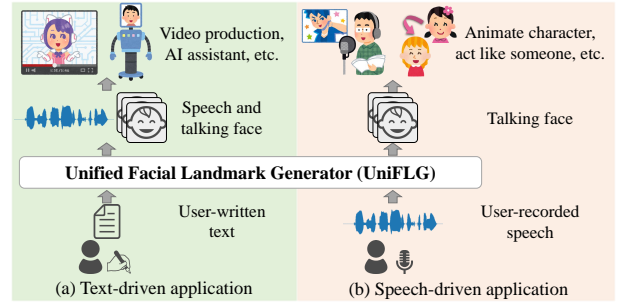 Video production,
AI assistant, etc.
Speech and
talking face
Animate character,
act like someone, etc.
Talking face
Unified Facial Landmark Generator (UniFLG)
User-written
text
User-recorded
speech
(a) Text-driven application
(b) Speech-driven application